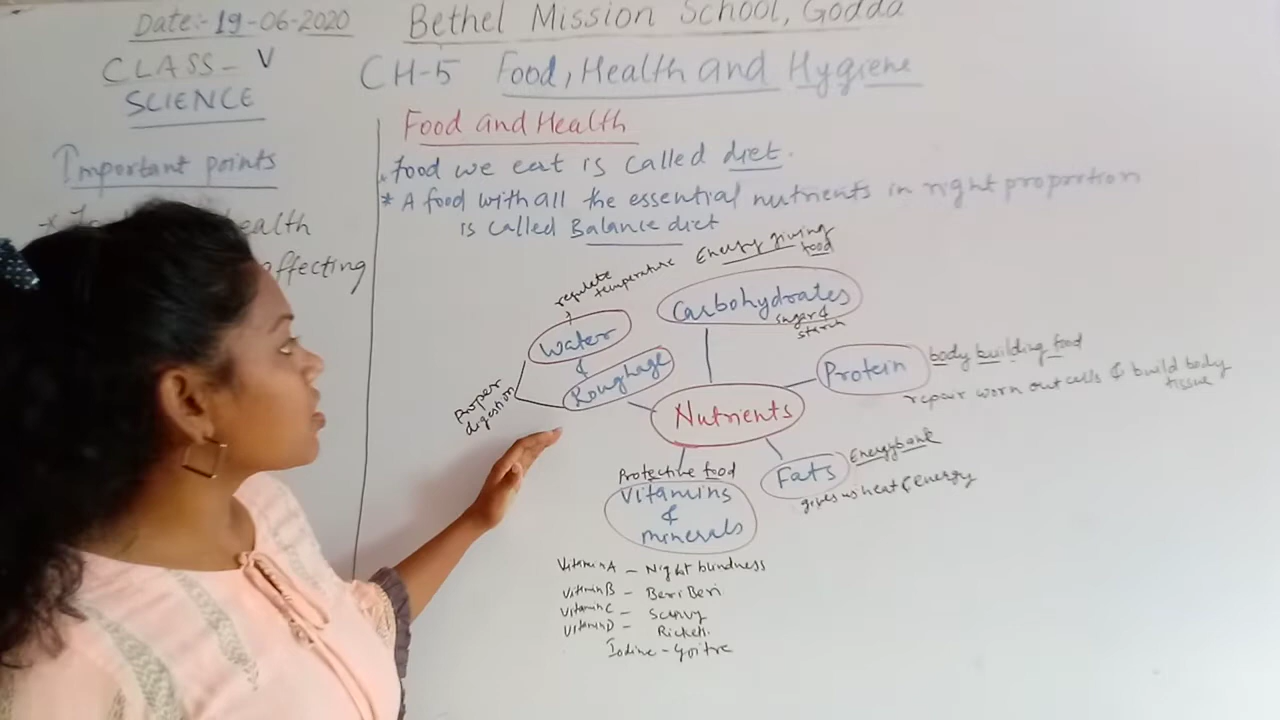 Date:- 19-06-2020
Bethel Mission School, Godda
CLASS - V
SCIENCE
CH-5 Food, Health and Hygiene
Important points
health
affecting
Food and Health
food we eat is called diet.
* A food with all the essential nutrients in right proportion
is called Balance diet
Energy giving
food
Carbohydrates
sugar &
starch
regulate
temperature
Water
&
Roughage
Proper
digestion
Nutrients
Protein
body building food
repair worn out cells & build body
tissue
Fats
Energy bank
gives us heat & energy
Protective food
Vitamins
&
minerals
Vitamin A - Night blindness
Vitamin B - Beri Beri
Vitamin C - Scurvy
Vitamin D - Rickets.
Iodine - Goitre